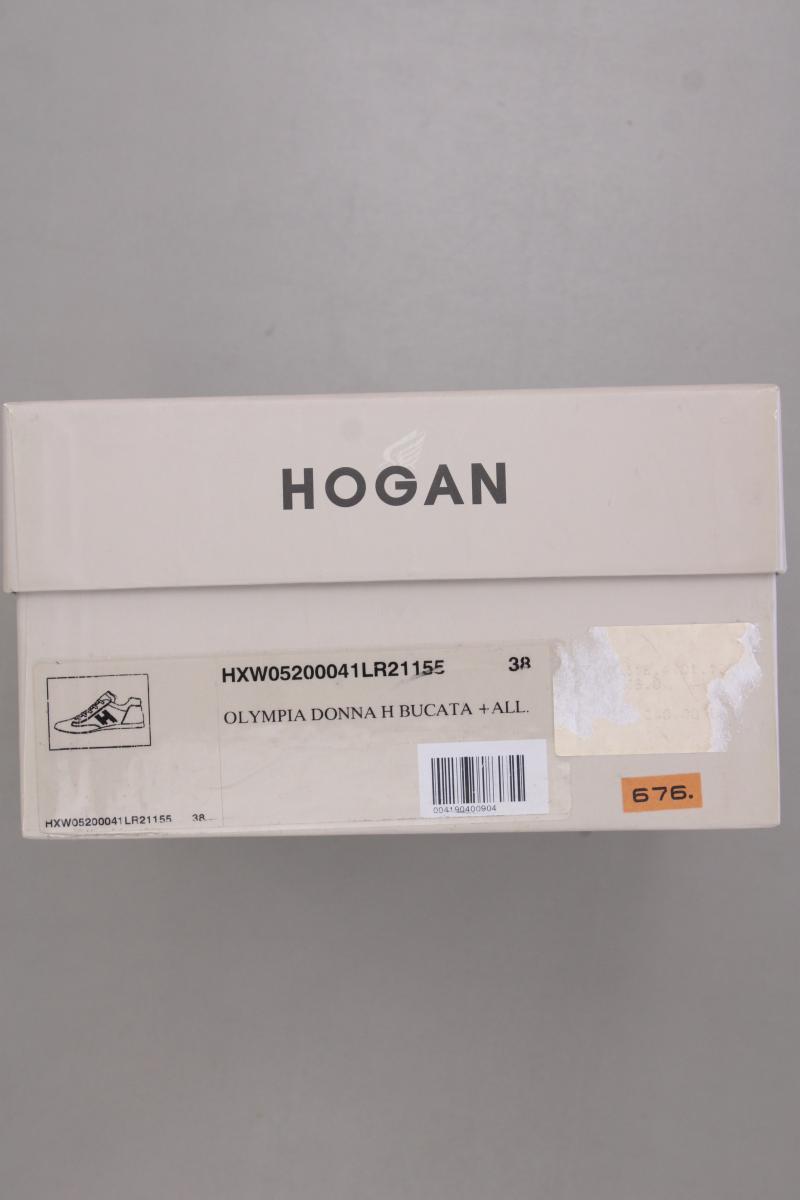 HOGAN
HXW05200041LR21155 38
OLYMPIA DONNA H BUCATA +ALL.
H
004190400904
HXW05200041LR21155 38
676.